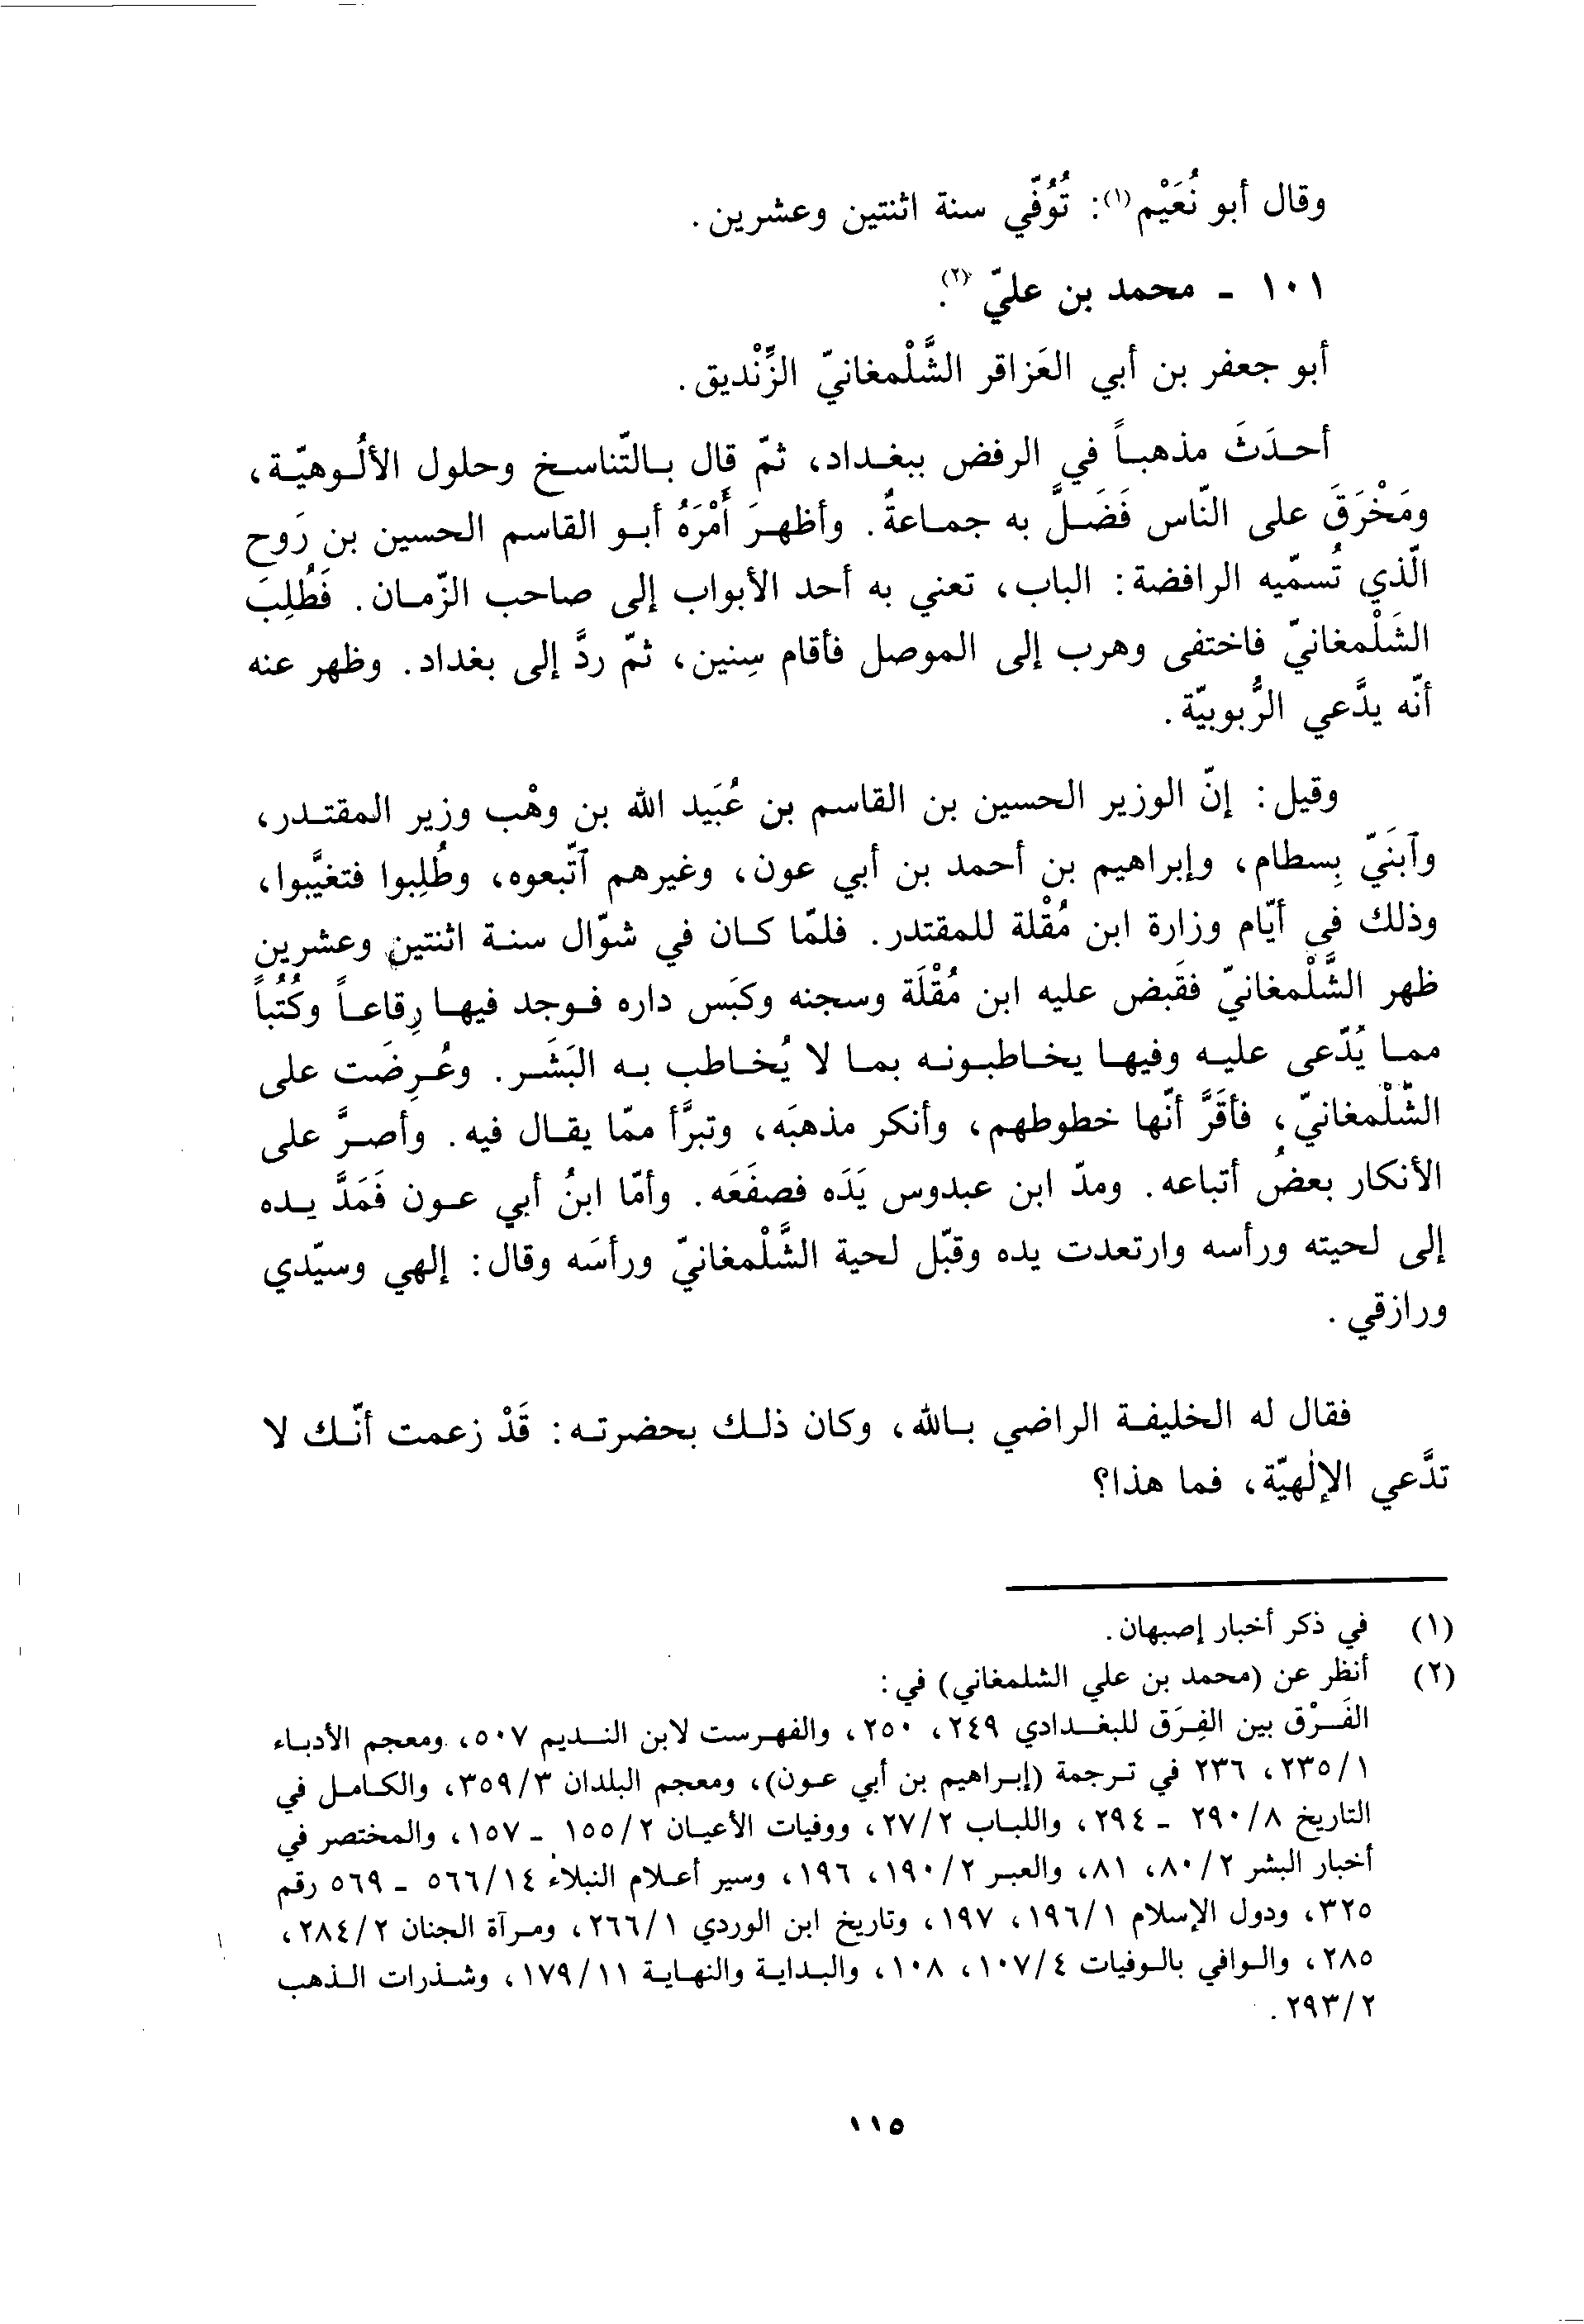 وقال أبو نُعَيْم(١): تُوُفّي سنة اثنتين وعشرين.
١٠١ - محمد بن عليّ(٢).
أبو جعفر بن أبي العَزاقر الشَّلْمغانيّ الزِّنْديق.
أحدَثَ مذهباً في الرفض ببغداد، ثمّ قال بالتّناسخ وحلول الألُوهيّة،
ومَخْرَقَ على النّاس فَضَلَّ به جماعةٌ. وأظهرَ أَمْرَهُ أبو القاسم الحسين بن رَوح
الّذي تُسمّيه الرافضة: الباب، تعني به أحد الأبواب إلى صاحب الزّمان. فَطُلِبَ
الشَلْمغانيّ فاختفى وهرب إلى الموصل فأقام سِنين، ثمّ ردَّ إلى بغداد. وظهر عنه
أنّه يدَّعي الرُّبوبيّة.
وقيل: إنّ الوزير الحسين بن القاسم بن عُبَيد الله بن وهْب وزير المقتدر،
وآبنَيّ بِسطام، وإبراهيم بن أحمد بن أبي عون، وغيرهم آتّبعوه، وطُلِبوا فتغيَّبوا،
وذلك في أيّام وزارة ابن مُقْلة للمقتدر. فلمّا كان في شوّال سنة اثنتين وعشرين
ظهر الشَّلْمغانيّ فقَبض عليه ابن مُقْلَة وسجنه وكبَس داره فوجد فيها رِقاعاً وكُتُباً
مما يُدّعى عليه وفيها يخاطبونه بما لا يُخاطب به البَشَر. وعُرِضَت على
الشّلْمغانيّ، فأقَرَّ أنّها خطوطهم، وأنكر مذهبَه، وتبرَّأ ممّا يقال فيه. وأصرَّ على
الأنكار بعضُ أتباعه. ومدّ ابن عبدوس يَدَه فصفَعَه. وأمّا ابنُ أبي عون فَمَدَّ يده
إلى لحيته ورأسه وارتعدت يده وقبّل لحية الشَّلْمغانيّ ورأسَه وقال: إلهي وسيّدي
ورازقي.
فقال له الخليفة الراضي بالله، وكان ذلك بحضرته: قَدْ زعمت أنّك لا
تدَّعي الإلٰهيّة، فما هذا؟
(١) في ذكر أخبار إصبهان.
(٢) أنظر عن (محمد بن علي الشلمغاني) في:
الفَرْق بين الفِرَق للبغدادي ٢٤٩، ٢٥٠، والفهرست لابن النديم ٥٠٧، ومعجم الأدباء
٢٣٥/١، ٢٣٦ في ترجمة (إبراهيم بن أبي عون)، ومعجم البلدان ٣٥٩/٣، والكامل في
التاريخ ٢٩٠/٨ - ٢٩٤، واللباب ٢٧/٢، ووفيات الأعيان ١٥٥/٢ - ١٥٧، والمختصر في
أخبار البشر ٨٠/٢، ٨١، والعبر ١٩٠/٢، ١٩٦، وسير أعلام النبلاء ٥٦٦/١٤ - ٥٦٩ رقم
٣٢٥، ودول الإسلام ١٩٦/١، ١٩٧، وتاريخ ابن الوردي ٢٦٦/١، ومرآة الجنان ٢٨٤/٢،
٢٨٥، والوافي بالوفيات ١٠٧/٤، ١٠٨، والبداية والنهاية ١٧٩/١١، وشذرات الذهب
٢٩٣/٢.
١١٥